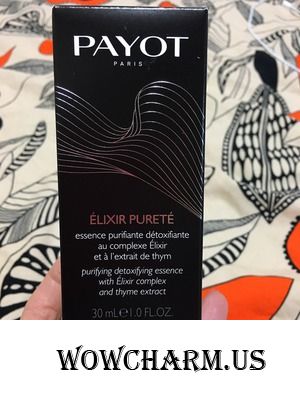 PAYOT
PARIS
ÉLIXIR PURETÉ
essence purifiante détoxifiante
au complexe Élixir
et à l'extrait de thym
purifying detoxifying essence
with Élixir complex
and thyme extract
30 mL e 1.0 FL.OZ.
WOWCHARM.US